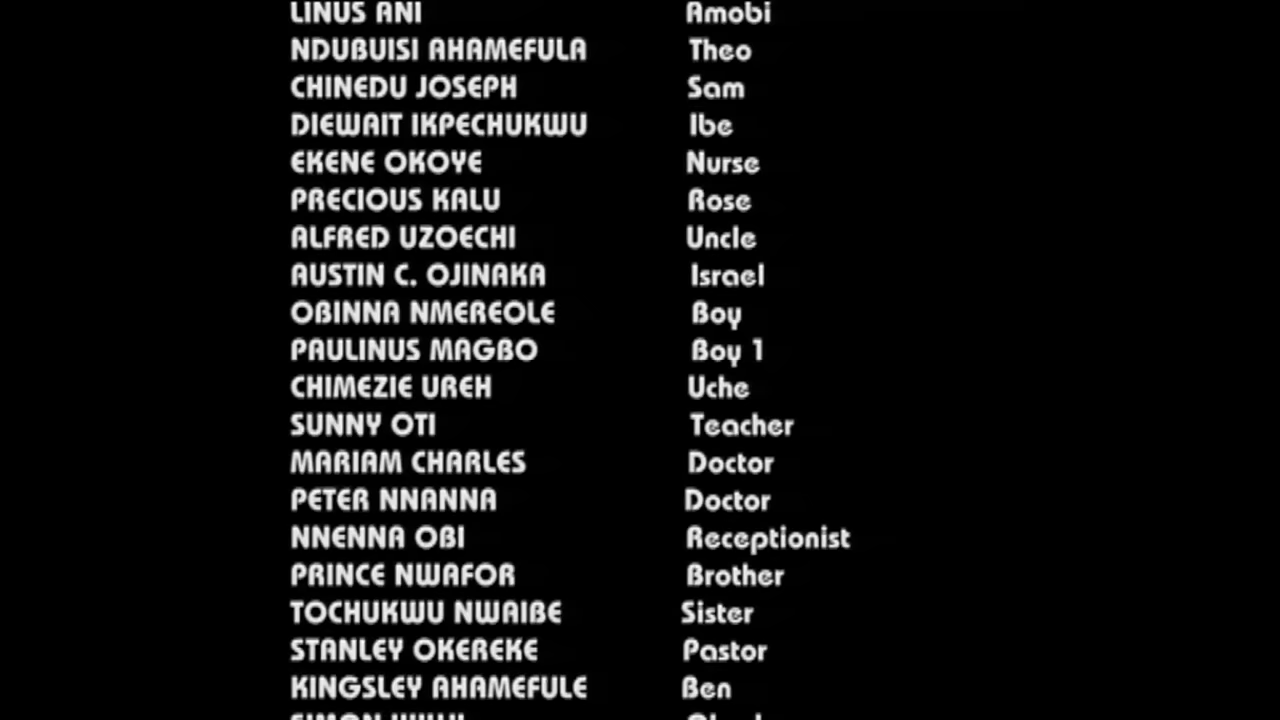 LINUS ANI Amobi
NDUBUISI AHAMEFULA Theo
CHINEDU JOSEPH Sam
DIEWAIT IKPECHUKWU Ibe
EKENE OKOYE Nurse
PRECIOUS KALU Rose
ALFRED UZOECHI Uncle
AUSTIN C. OJINAKA Israel
OBINNA NMEREOLE Boy
PAULINUS MAGBO Boy 1
CHIMEZIE UREH Uche
SUNNY OTI Teacher
MARIAM CHARLES Doctor
PETER NNANNA Doctor
NNENNA OBI Receptionist
PRINCE NWAFOR Brother
TOCHUKWU NWAIBE Sister
STANLEY OKEREKE Pastor
KINGSLEY AHAMEFULE Ben
SIMON